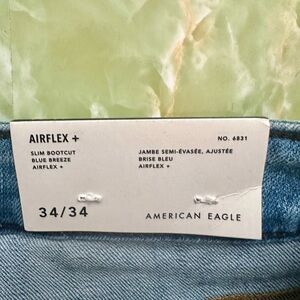 AIRFLEX +
NO. 6831
SLIM BOOTCUT
BLUE BREEZE
AIRFLEX +
JAMBE SEMI-ÉVASÉE, AJUSTÉE
BRISE BLEU
AIRFLEX +
34/34
AMERICAN EAGLE